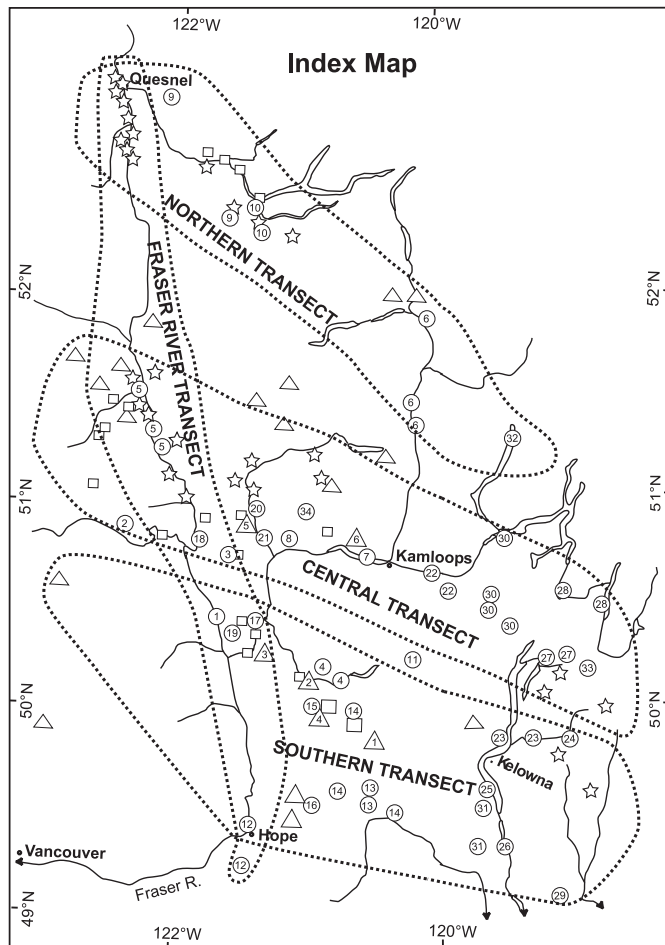 122°W
120°W
Index Map
Quesnel
9
10
9
10
NORTHERN TRANSECT
52°N
52°N
FRASER RIVER TRANSECT
6
5
6
5
6
5
32
51°N
51°N
20
34
2
5
18
21
8
6
30
3
7
Kamloops
22
22
30
28
28
30
CENTRAL TRANSECT
1
17
30
19
3
11
27
27
33
4
2
4
50°N
50°N
15
14
4
1
23
23
24
SOUTHERN TRANSECT
Kelowna
14
13
25
16
13
31
14
12
Hope
31
26
Vancouver
12
Fraser R.
29
49°N
49°N
122°W
120°W